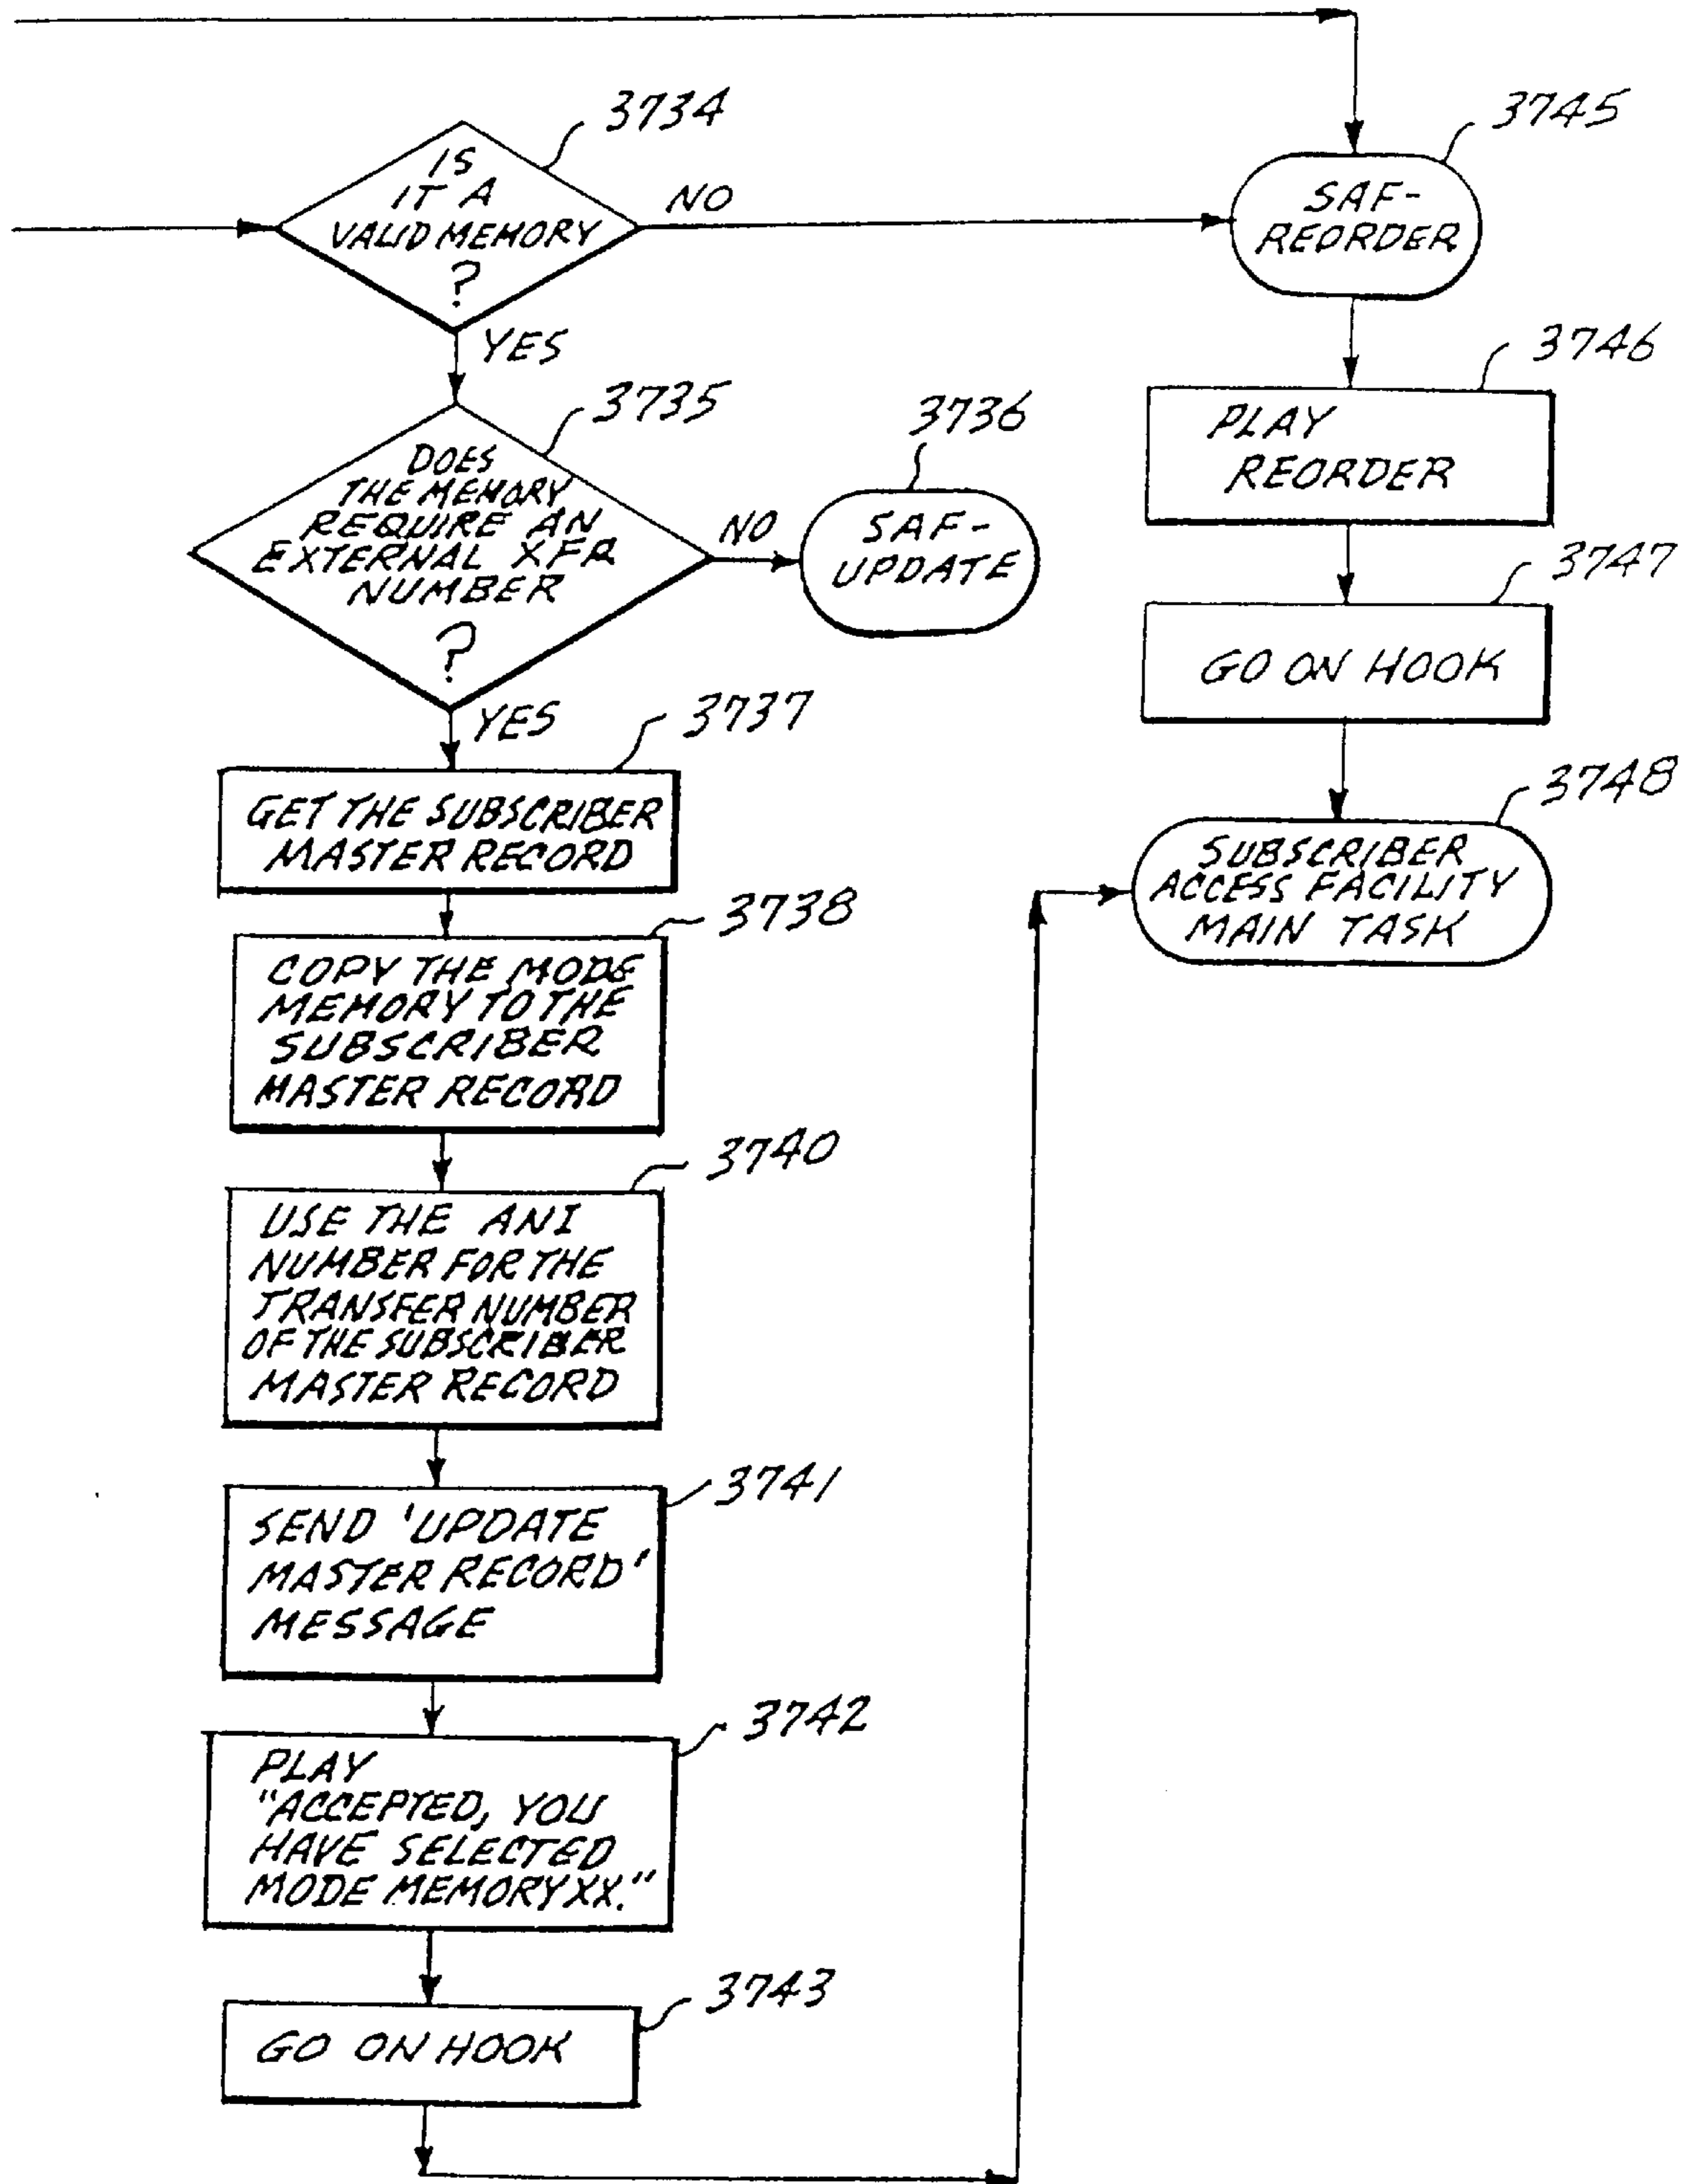 3734
IS
IT A
VALID MEMORY
?
NO
YES
3745
SAF-
REORDER
3746
PLAY
REORDER
3735
DOES
THE MEMORY
REQUIRE AN
EXTERNAL XFR
NUMBER
?
NO
YES
3736
SAF-
UPDATE
3747
GO ON HOOK
3737
GET THE SUBSCRIBER
MASTER RECORD
3748
SUBSCRIBER
ACCESS FACILITY
MAIN TASK
3738
COPY THE MODE
MEMORY TO THE
SUBSCRIBER
MASTER RECORD
3740
USE THE ANI
NUMBER FOR THE
TRANSFER NUMBER
OF THE SUBSCRIBER
MASTER RECORD
3741
SEND 'UPDATE
MASTER RECORD'
MESSAGE
3742
PLAY
"ACCEPTED, YOU
HAVE SELECTED
MODE MEMORY XX."
3743
GO ON HOOK